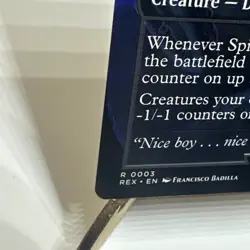 Creature —
Whenever Spi
the battlefield
counter on up
Creatures your
-1/-1 counters
“Nice boy . . . nice
R 0003
REX • EN FRANCISCO BADILLA